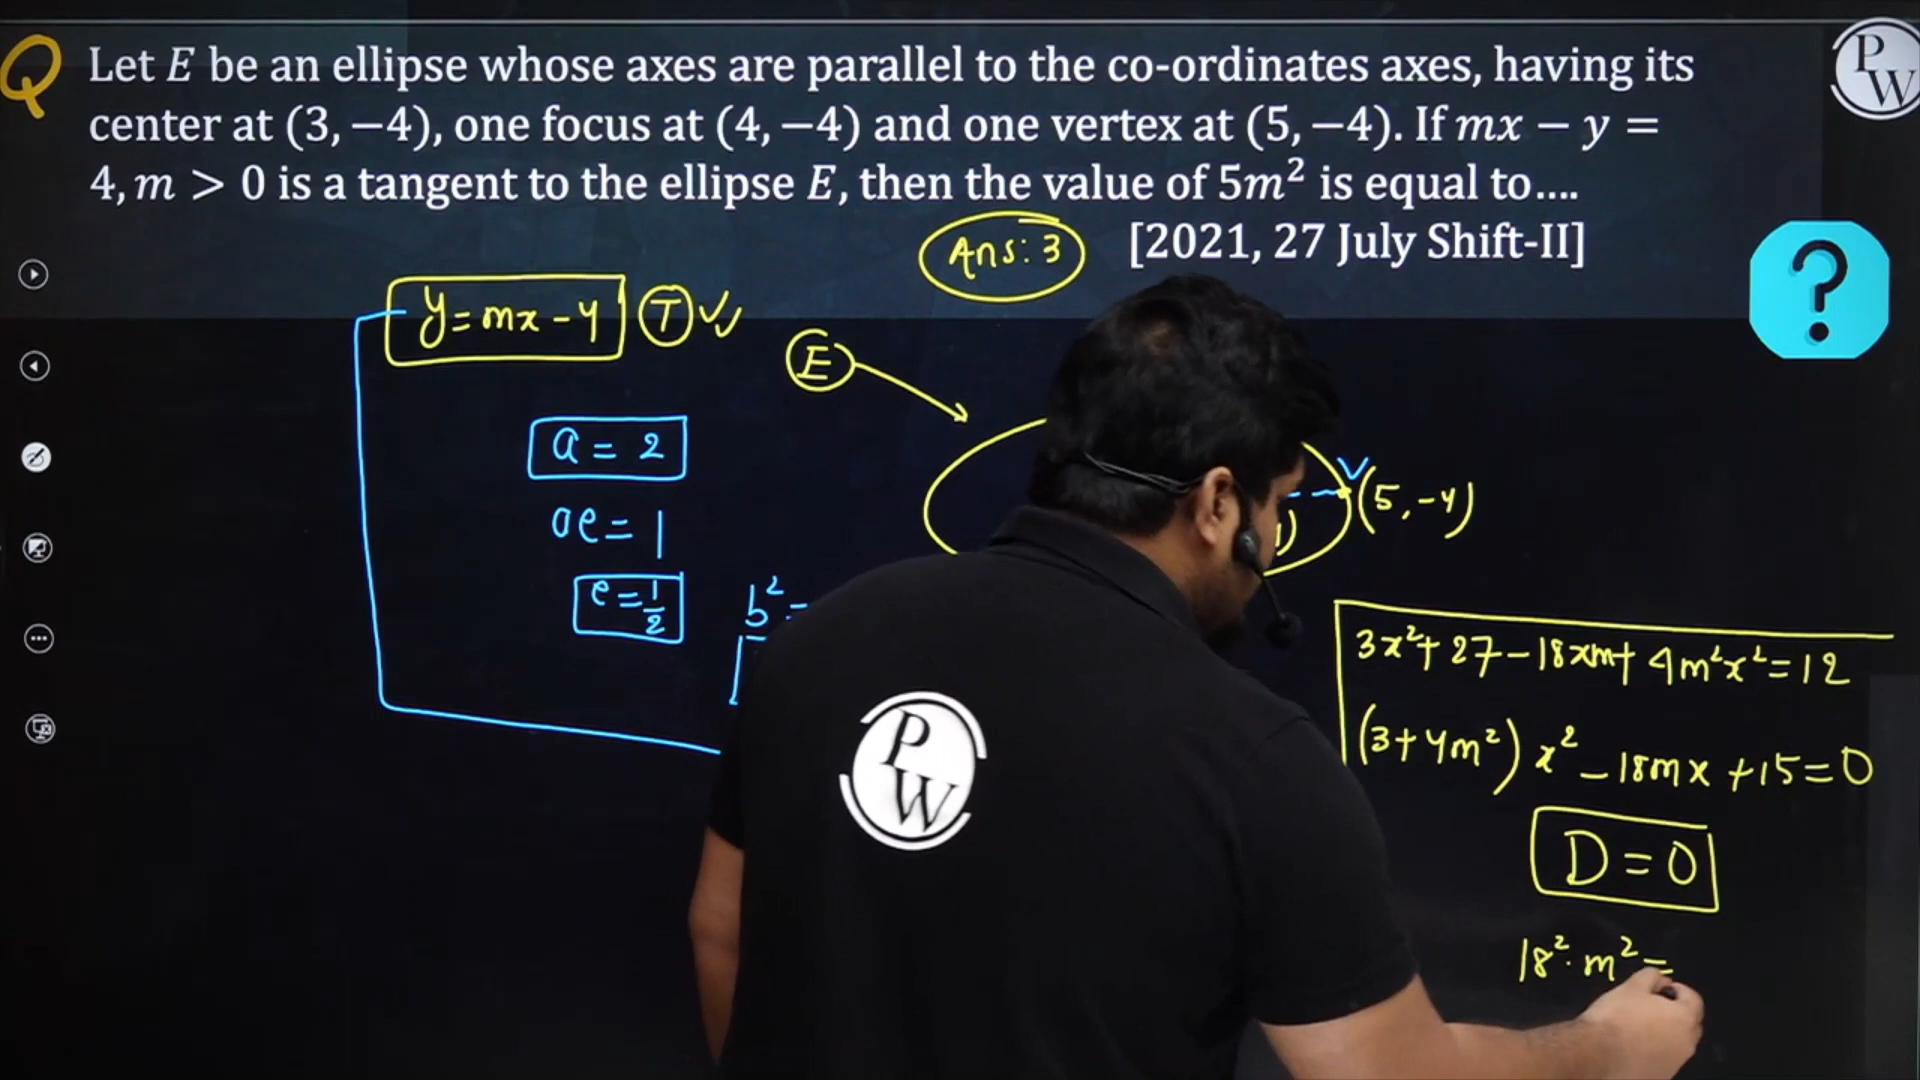 Q Let E be an ellipse whose axes are parallel to the co-ordinates axes, having its
center at (3, −4), one focus at (4, −4) and one vertex at (5, −4). If mx − y =
4, m > 0 is a tangent to the ellipse E, then the value of 5m² is equal to....
Ans: 3 [2021, 27 July Shift-II]
y = mx - 4 T
E
a = 2
ae = 1
e = 1/2
b² =
V (5, -4)
3x² + 27 - 18xm + 4m²x² = 12
(3 + 4m²) x² - 18mx + 15 = 0
D = 0
18² · m² =
PW
PW
?